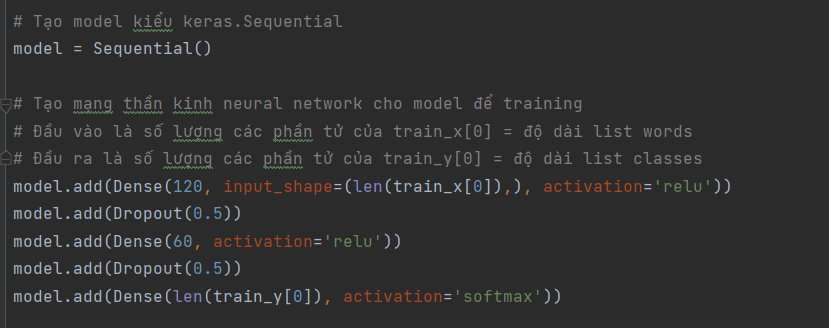 # Tạo model kiểu keras.Sequential
model = Sequential()
# Tạo mạng thần kinh neural network cho model để training
# Đầu vào là số lượng các phần tử của train_x[0] = độ dài list words
# Đầu ra là số lượng các phần tử của train_y[0] = độ dài list classes
model.add(Dense(120, input_shape=(len(train_x[0]),), activation='relu'))
model.add(Dropout(0.5))
model.add(Dense(60, activation='relu'))
model.add(Dropout(0.5))
model.add(Dense(len(train_y[0]), activation='softmax'))